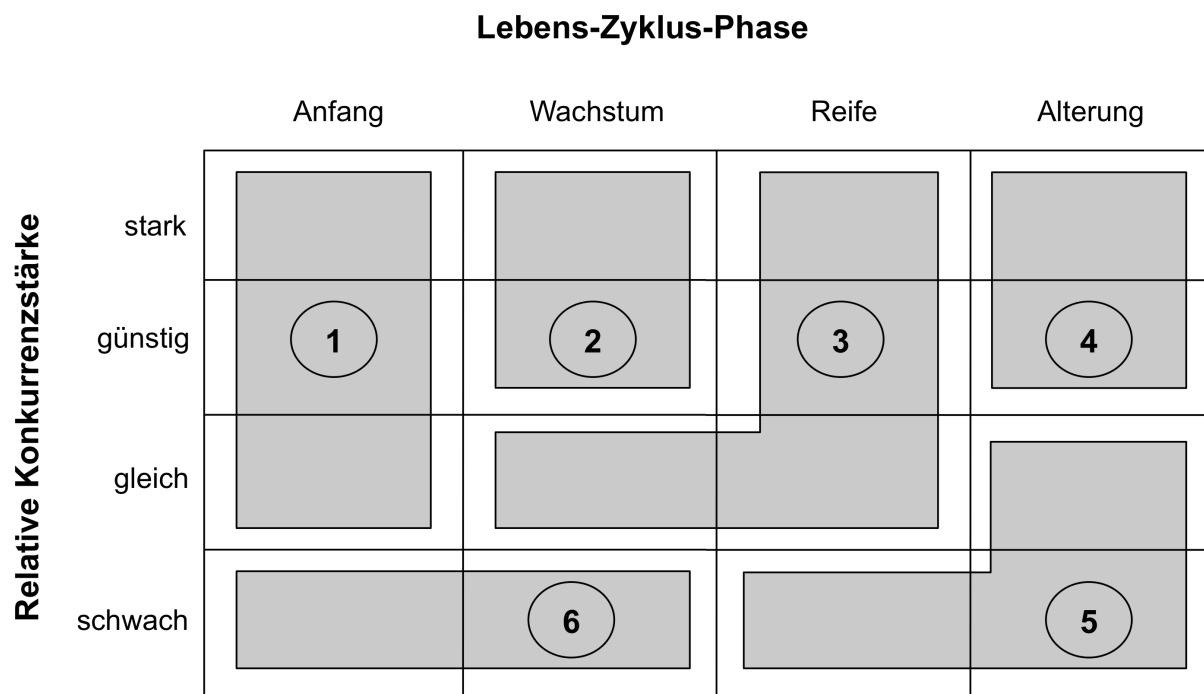 Lebens-Zyklus-Phase
Anfang Wachstum Reife Alterung
Relative Konkurrenzstärke
stark
günstig 1 2 3 4
gleich
schwach 6 5